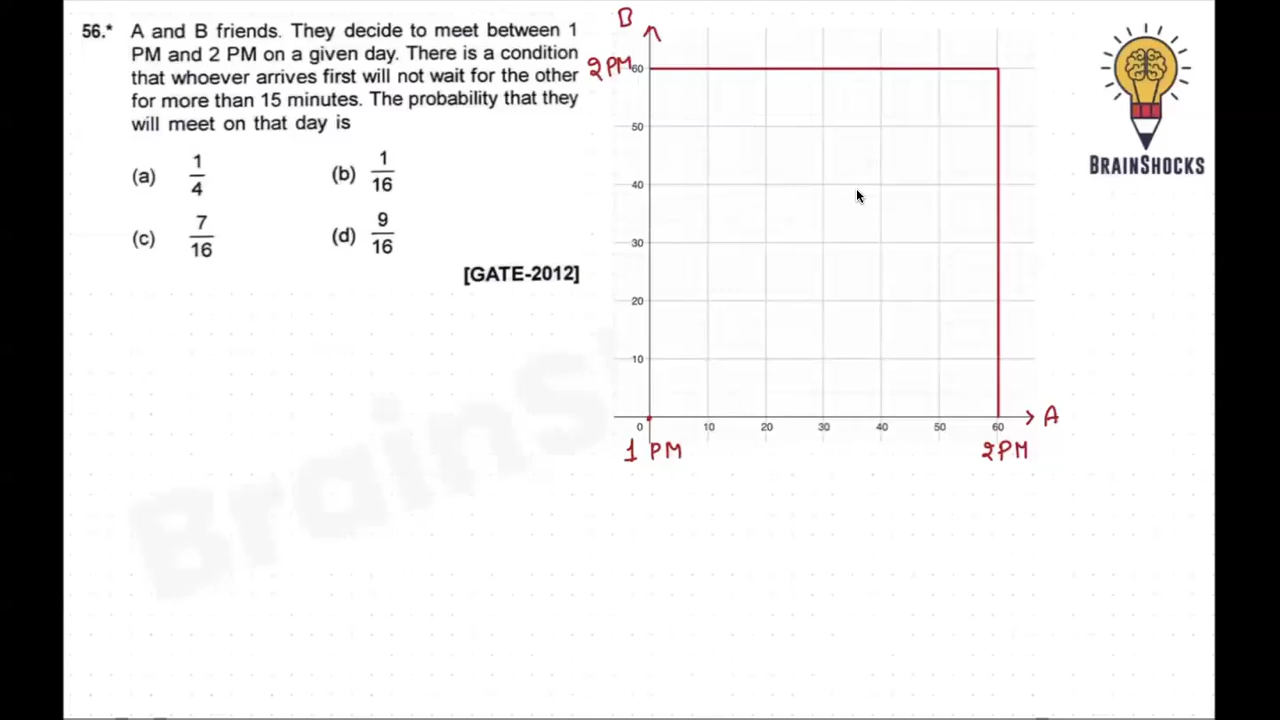 56.* A and B friends. They decide to meet between 1
PM and 2 PM on a given day. There is a condition
that whoever arrives first will not wait for the other
for more than 15 minutes. The probability that they
will meet on that day is
(a) 1/4 (b) 1/16
(c) 7/16 (d) 9/16
[GATE-2012]
B
2PM 60
50
40
30
20
10
0 10 20 30 40 50 60 A
1 PM 2PM
BRAINSHOCKS
BrainS